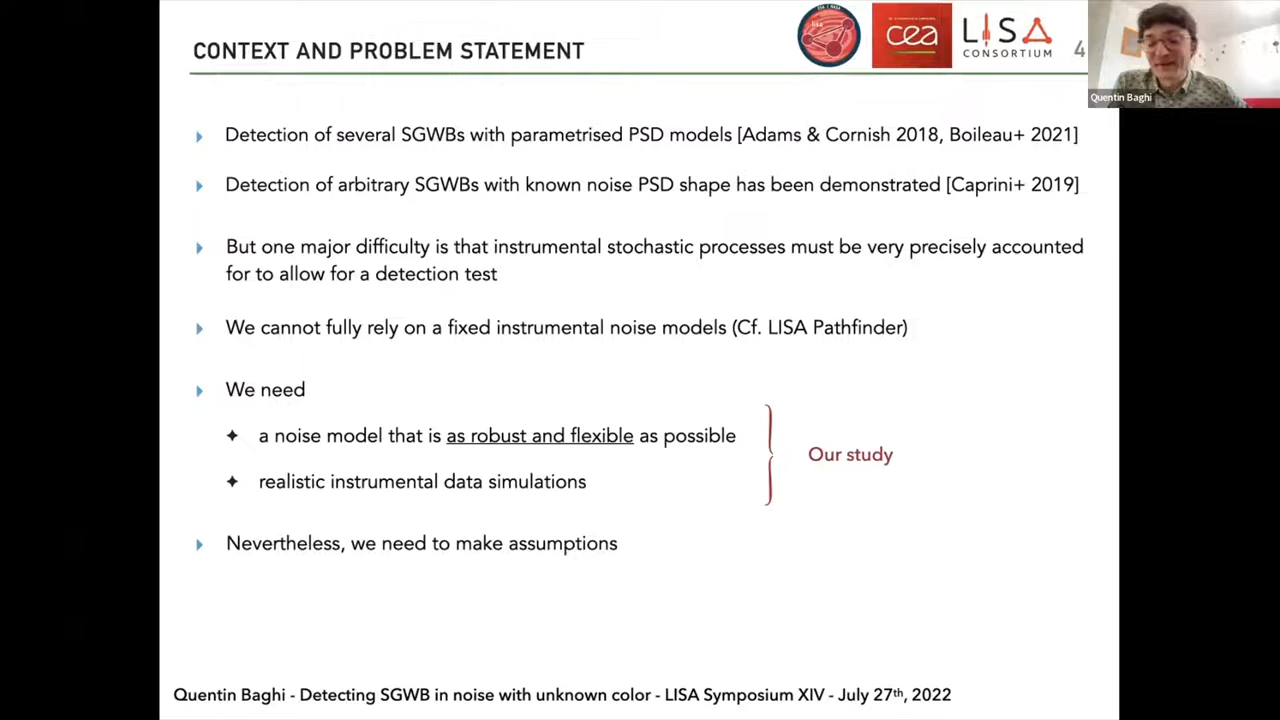 CONTEXT AND PROBLEM STATEMENT
lisa
cea
LISA
CONSORTIUM
4
Quentin Baghi
Detection of several SGWBs with parametrised PSD models [Adams & Cornish 2018, Boileau+ 2021]
Detection of arbitrary SGWBs with known noise PSD shape has been demonstrated [Caprini+ 2019]
But one major difficulty is that instrumental stochastic processes must be very precisely accounted
for to allow for a detection test
We cannot fully rely on a fixed instrumental noise models (Cf. LISA Pathfinder)
We need
a noise model that is as robust and flexible as possible
realistic instrumental data simulations
Our study
Nevertheless, we need to make assumptions
Quentin Baghi - Detecting SGWB in noise with unknown color - LISA Symposium XIV - July 27th, 2022